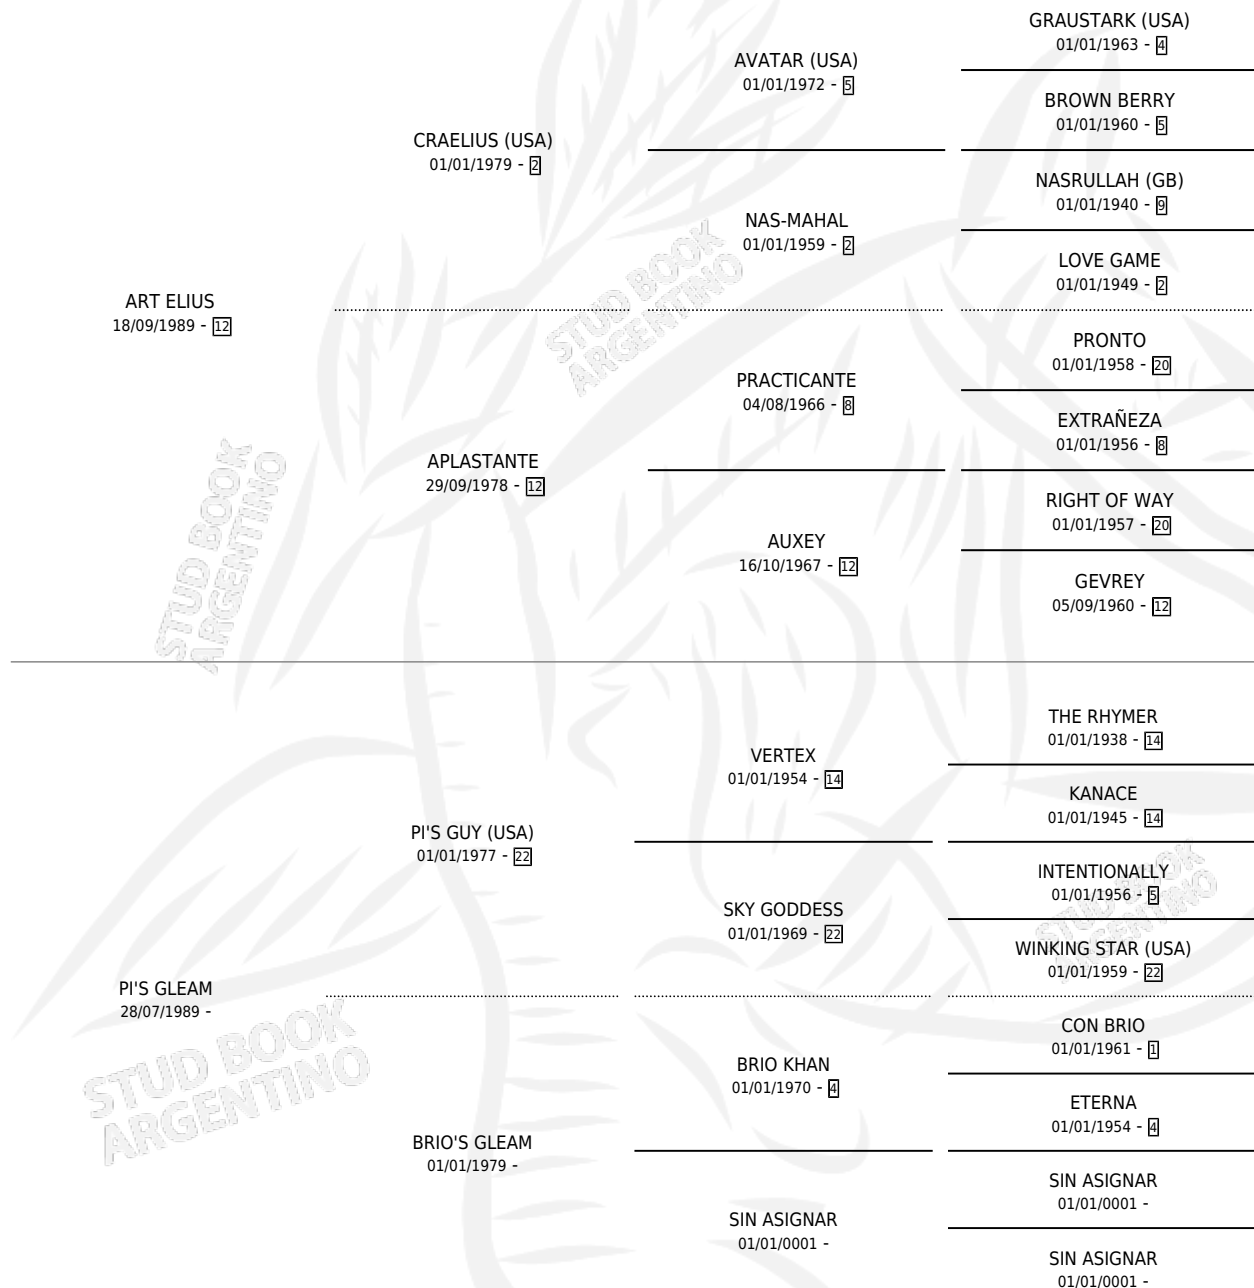 GRAUSTARK (USA)
01/01/1963 - 4
AVATAR (USA)
01/01/1972 - 5
BROWN BERRY
01/01/1960 - 5
CRAELIUS (USA)
01/01/1979 - 2
NASRULLAH (GB)
01/01/1940 - 9
NAS-MAHAL
01/01/1959 - 2
LOVE GAME
01/01/1949 - 2
ART ELIUS
18/09/1989 - 12
PRONTO
01/01/1958 - 20
PRACTICANTE
04/08/1966 - 8
EXTRAÑEZA
01/01/1956 - 8
APLASTANTE
29/09/1978 - 12
RIGHT OF WAY
01/01/1957 - 20
AUXEY
16/10/1967 - 12
GEVREY
05/09/1960 - 12
STUD BOOK
ARGENTINO
STUD BOOK
ARGENTINO
THE RHYMER
01/01/1938 - 14
VERTEX
01/01/1954 - 14
KANACE
01/01/1945 - 14
PI'S GUY (USA)
01/01/1977 - 22
INTENTIONALLY
01/01/1956 - 5
SKY GODDESS
01/01/1969 - 22
WINKING STAR (USA)
01/01/1959 - 22
STUD BOOK
ARGENTINO
PI'S GLEAM
28/07/1989 -
CON BRIO
01/01/1961 - 1
BRIO KHAN
01/01/1970 - 4
ETERNA
01/01/1954 - 4
BRIO'S GLEAM
01/01/1979 -
SIN ASIGNAR
01/01/0001 -
SIN ASIGNAR
01/01/0001 -
SIN ASIGNAR
01/01/0001 -
STUD BOOK
ARGENTINO